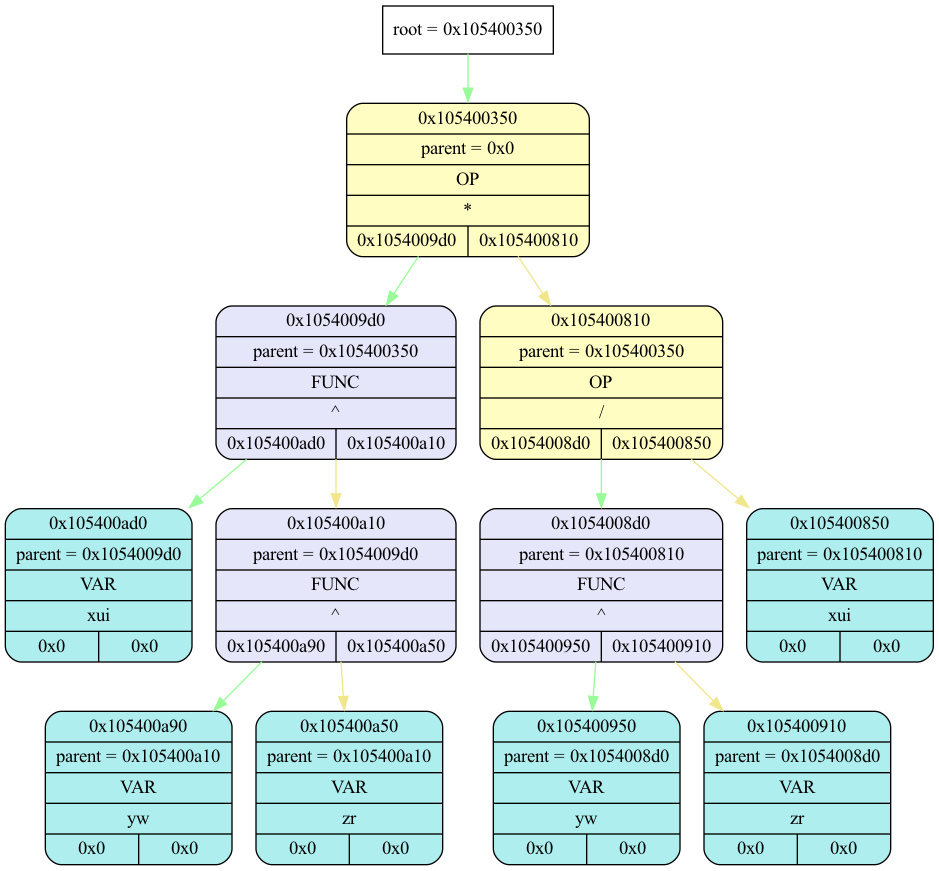 root = 0x105400350
0x105400350
parent = 0x0
OP
*
0x1054009d0 0x105400810
0x1054009d0
parent = 0x105400350
FUNC
^
0x105400ad0 0x105400a10
0x105400810
parent = 0x105400350
OP
/
0x1054008d0 0x105400850
0x105400ad0
parent = 0x1054009d0
VAR
xui
0x0 0x0
0x105400a10
parent = 0x1054009d0
FUNC
^
0x105400a90 0x105400a50
0x1054008d0
parent = 0x105400810
FUNC
^
0x105400950 0x105400910
0x105400850
parent = 0x105400810
VAR
xui
0x0 0x0
0x105400a90
parent = 0x105400a10
VAR
yw
0x0 0x0
0x105400a50
parent = 0x105400a10
VAR
zr
0x0 0x0
0x105400950
parent = 0x1054008d0
VAR
yw
0x0 0x0
0x105400910
parent = 0x1054008d0
VAR
zr
0x0 0x0